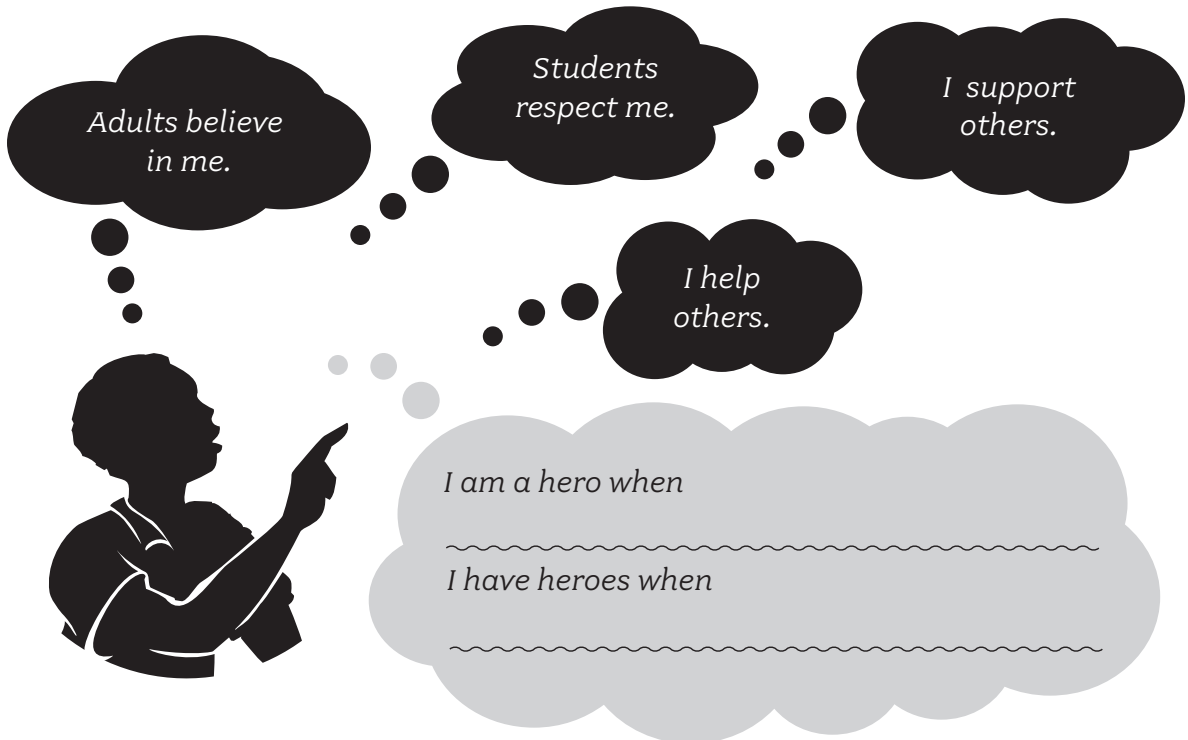 Adults believe
in me.
Students
respect me.
I support
others.
I help
others.
I am a hero when
I have heroes when